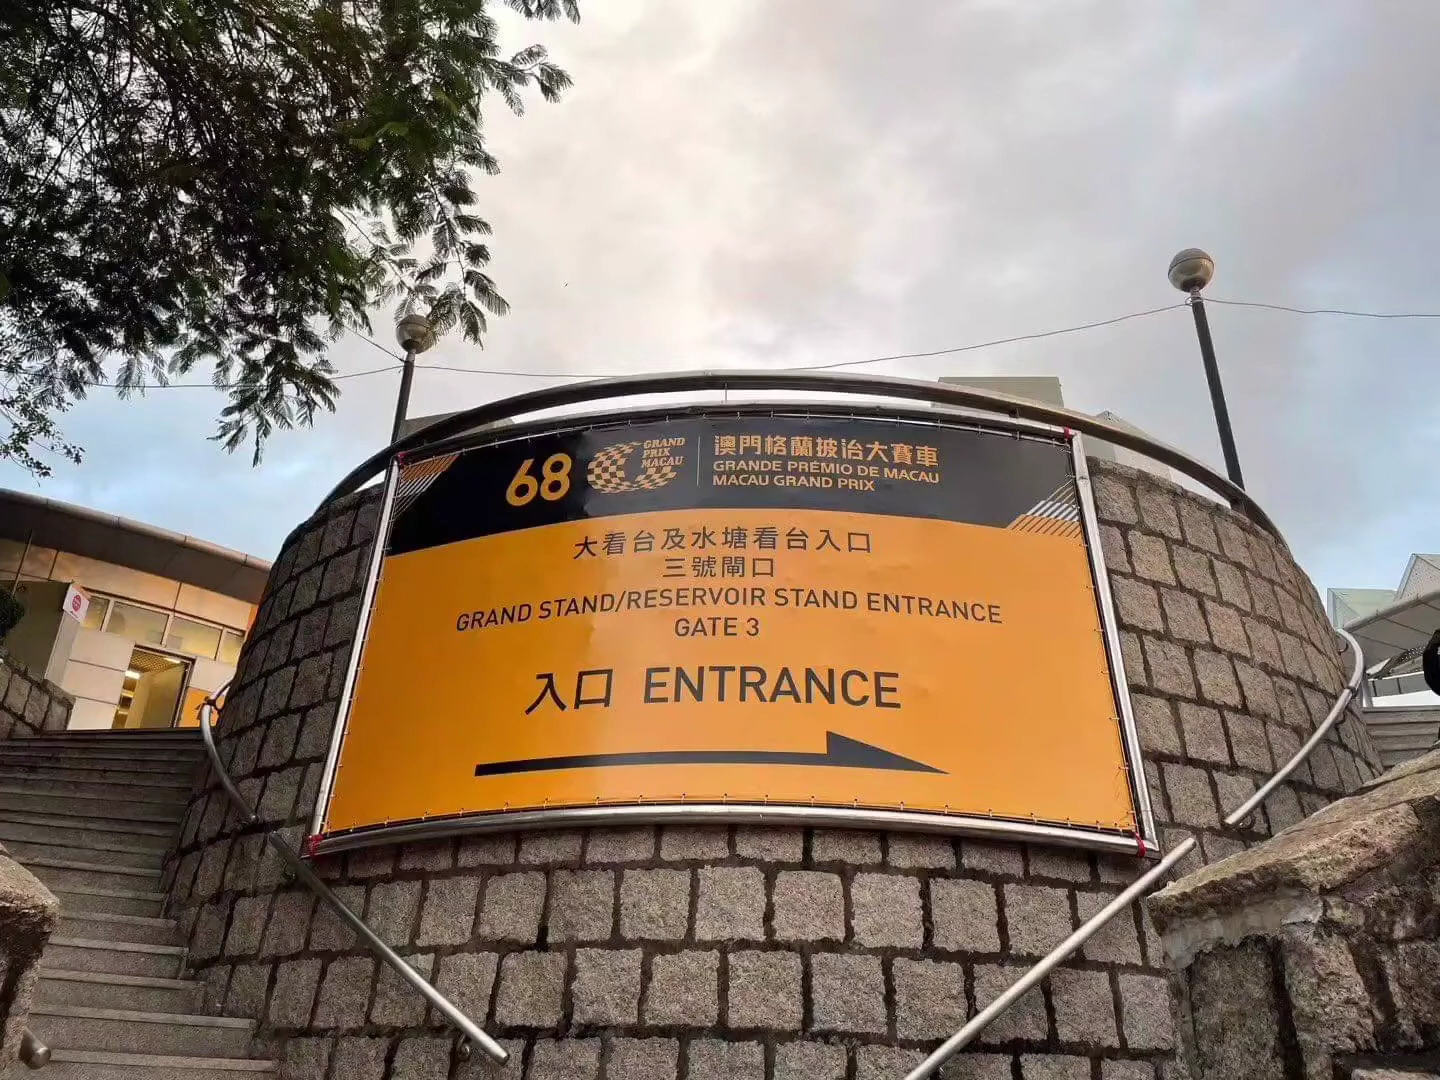 68
GRAND
PRIX
MACAU
澳門格蘭披治大賽車
GRANDE PRÉMIO DE MACAU
MACAU GRAND PRIX
大看台及水塘看台入口
三號閘口
GRAND STAND/RESERVOIR STAND ENTRANCE
GATE 3
入口 ENTRANCE